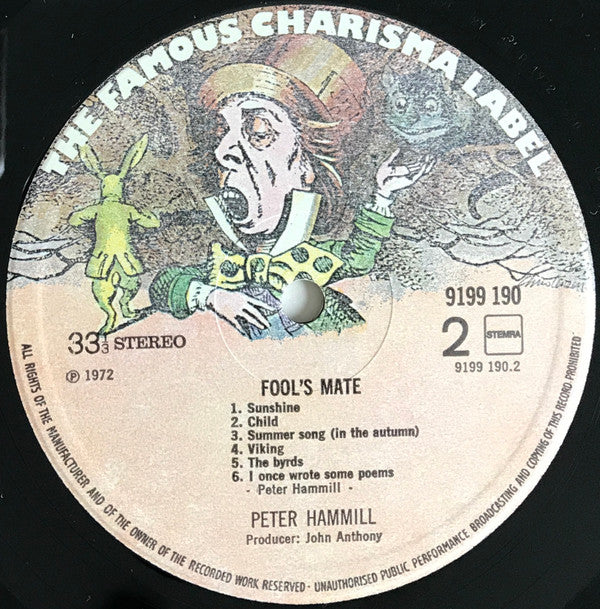 THE FAMOUS CHARISMA LABEL
33⅓ STEREO
℗ 1972
9199 190
2
STEMRA
9199 190.2
FOOL'S MATE
1. Sunshine
2. Child
3. Summer song (in the autumn)
4. Viking
5. The byrds
6. I once wrote some poems
- Peter Hammill -
PETER HAMMILL
Producer: John Anthony
ALL RIGHTS OF THE MANUFACTURER AND OF THE OWNER OF THE RECORDED WORK RESERVED - UNAUTHORISED PUBLIC PERFORMANCE BROADCASTING AND COPYING OF THIS RECORD PROHIBITED